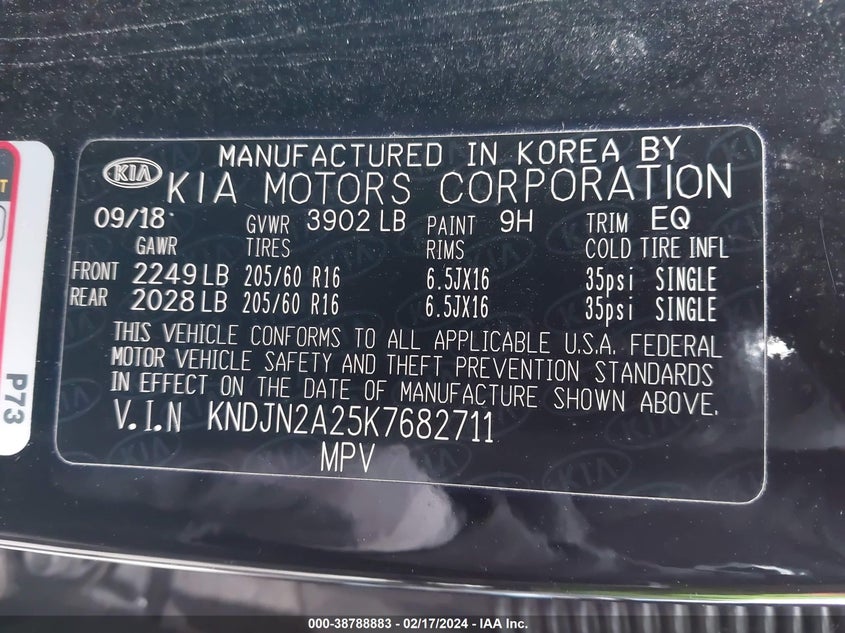 MANUFACTURED IN KOREA BY
KIA KIA MOTORS CORPORATION
09/18 GVWR 3902 LB PAINT 9H TRIM EQ
GAWR TIRES RIMS COLD TIRE INFL
FRONT 2249 LB 205/60 R16 6.5JX16 35psi SINGLE
REAR 2028 LB 205/60 R16 6.5JX16 35psi SINGLE
THIS VEHICLE CONFORMS TO ALL APPLICABLE U.S.A. FEDERAL
MOTOR VEHICLE SAFETY AND THEFT PREVENTION STANDARDS
IN EFFECT ON THE DATE OF MANUFACTURE SHOWN ABOVE.
V.I.N KNDJN2A25K7682711
MPV
P73
000-38788883 - 02/17/2024 - IAA Inc.